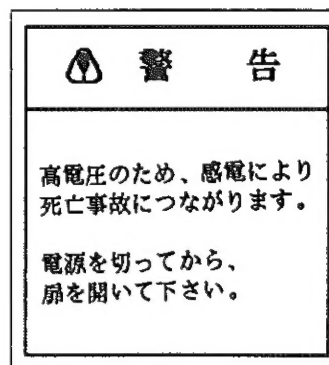 警 告
高電圧のため、感電により
死亡事故につながります。
電源を切ってから、
扉を開いて下さい。